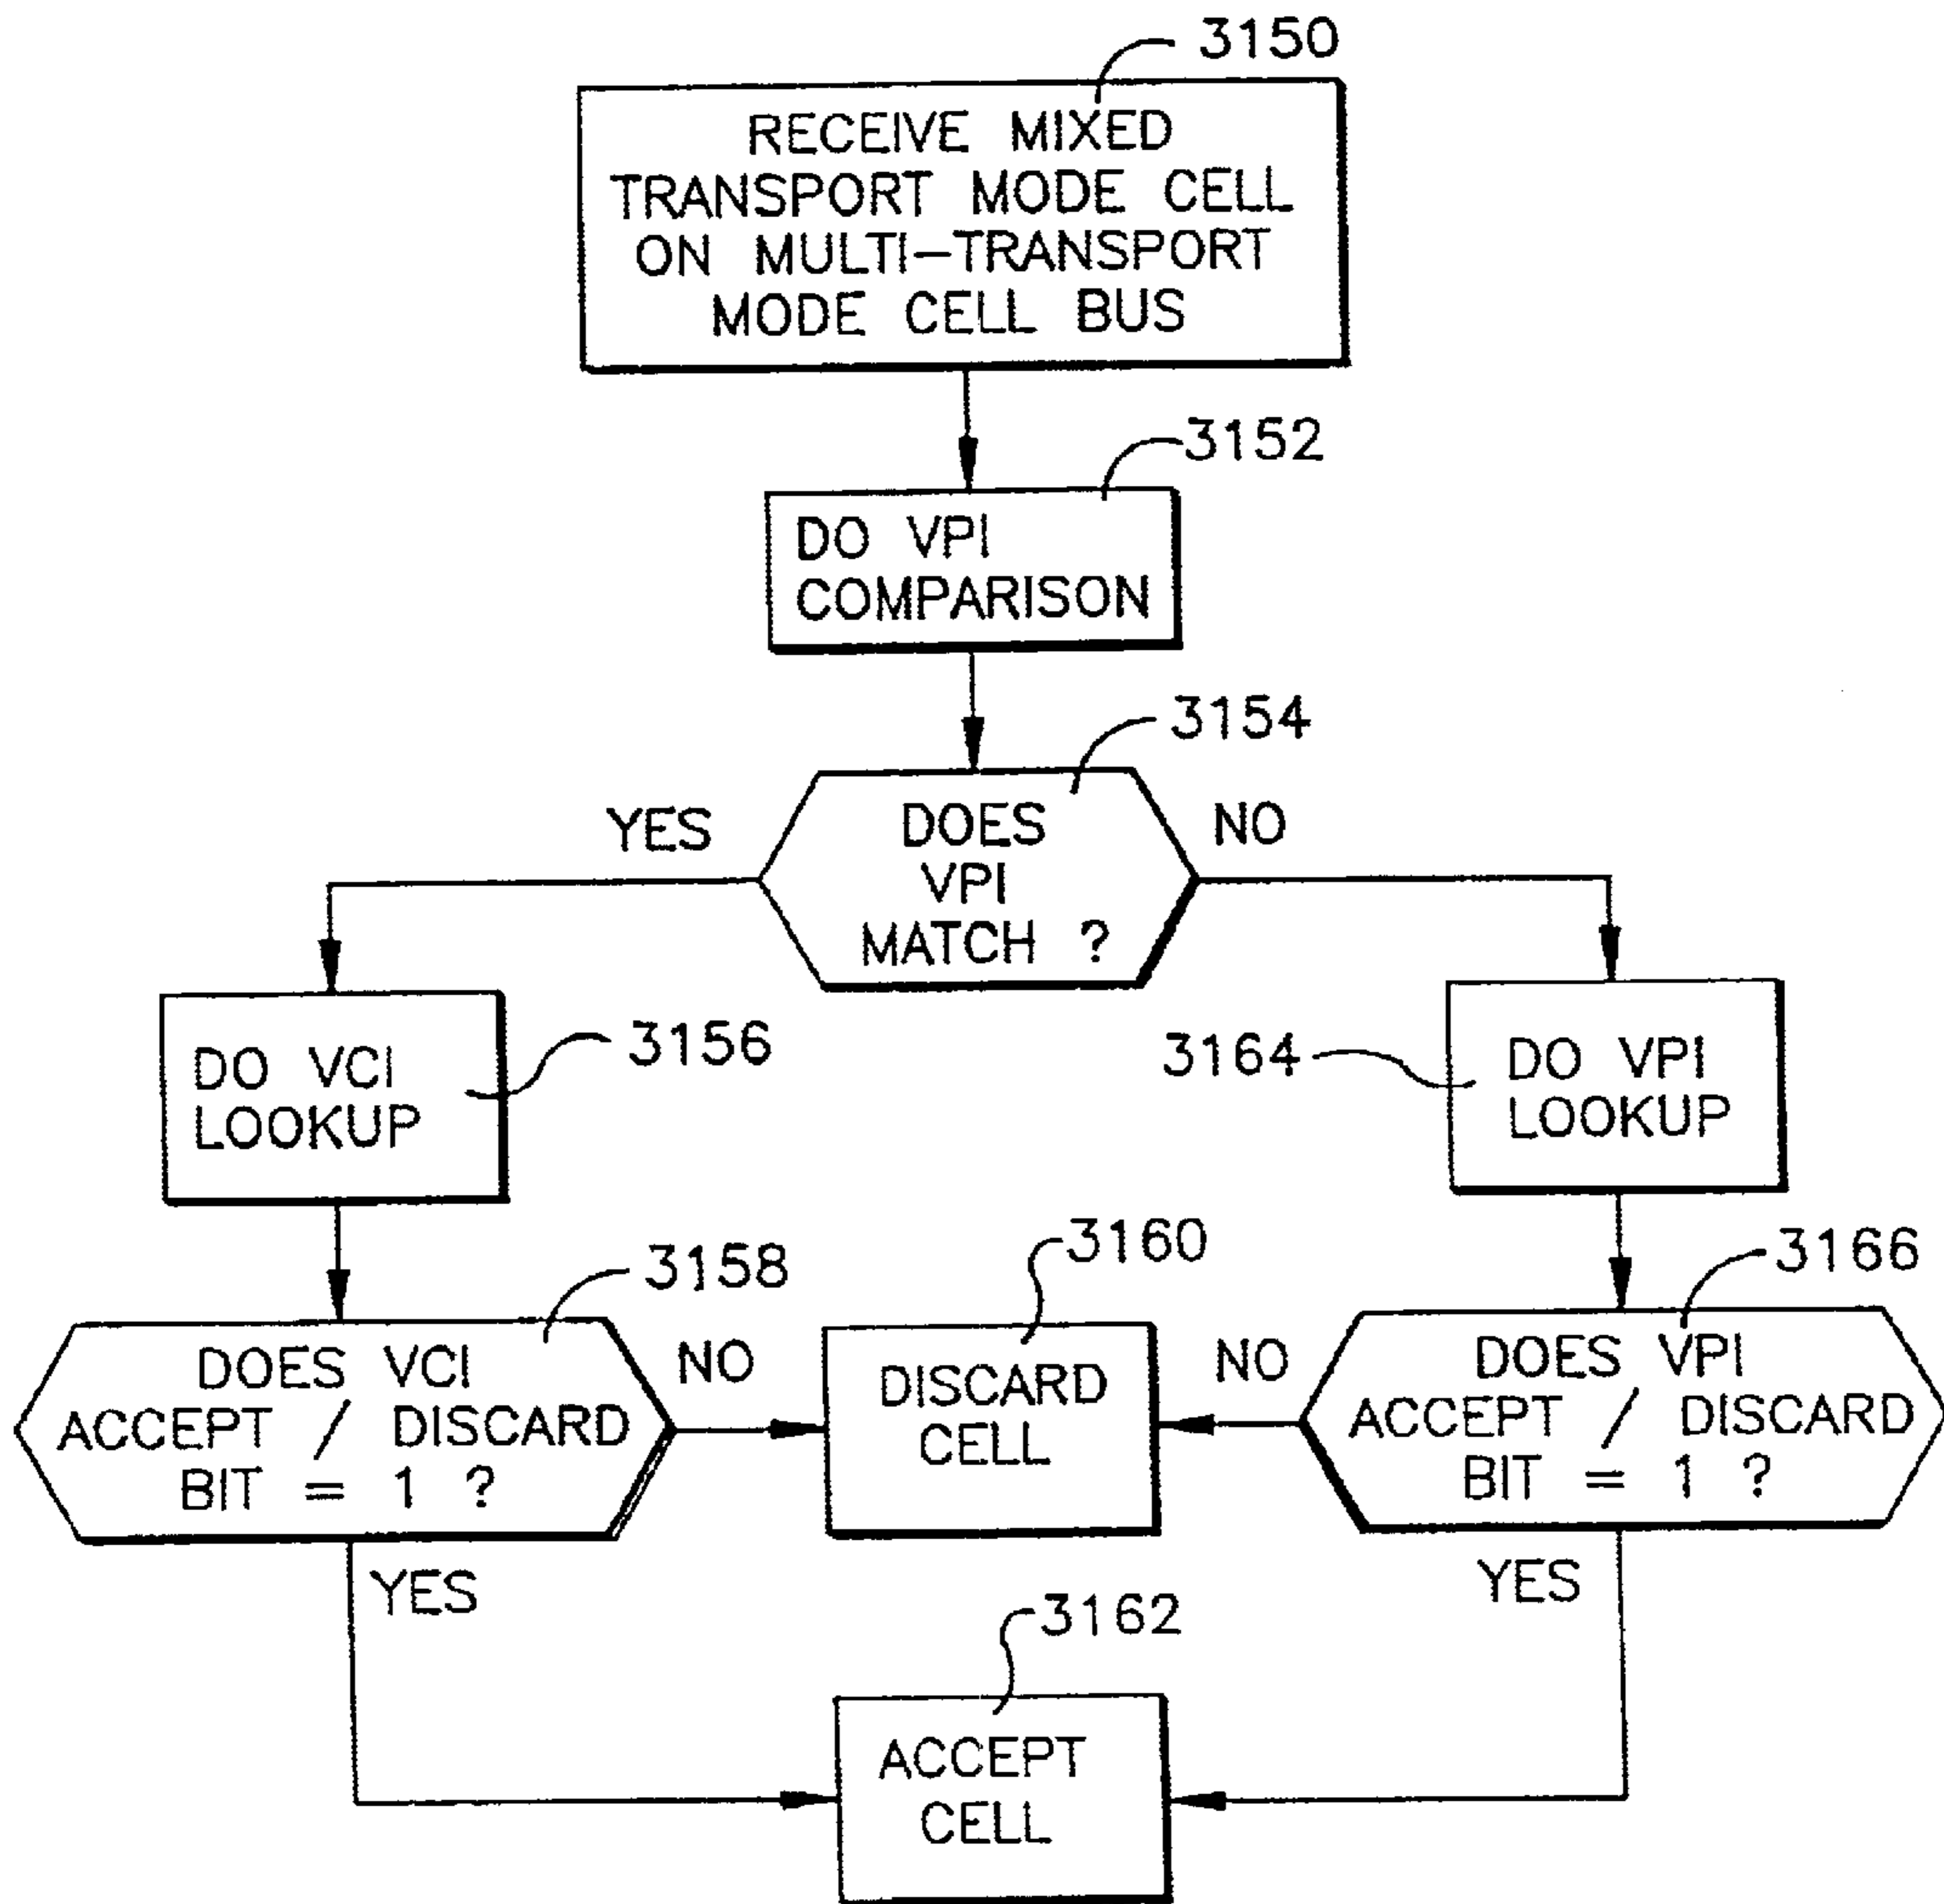 3150
RECEIVE MIXED
TRANSPORT MODE CELL
ON MULTI-TRANSPORT
MODE CELL BUS
3152
DO VPI
COMPARISON
3154
YES
DOES
VPI
MATCH ?
NO
DO VCI
LOOKUP
3156
3164
DO VPI
LOOKUP
3158
DOES VCI
ACCEPT / DISCARD
BIT = 1 ?
NO
3160
DISCARD
CELL
NO
3166
DOES VPI
ACCEPT / DISCARD
BIT = 1 ?
YES
YES
3162
ACCEPT
CELL